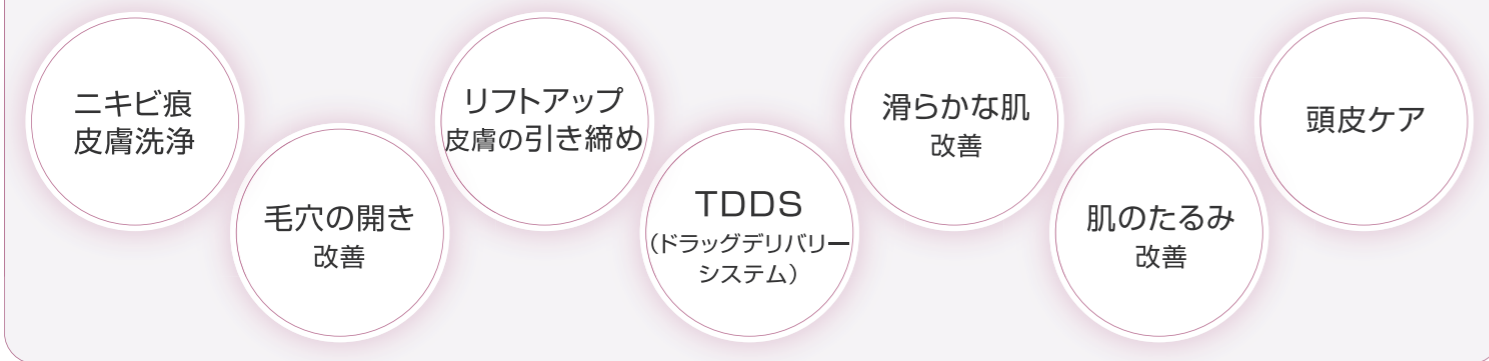 ニキビ痕
皮膚洗浄
毛穴の開き
改善
リフトアップ
皮膚の引き締め
TDDS
(ドラッグデリバリー
システム)
滑らかな肌
改善
肌のたるみ
改善
頭皮ケア